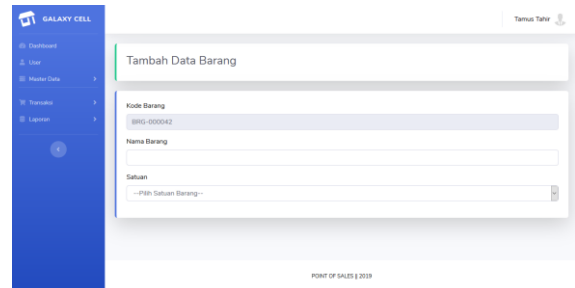 GALAXY CELL
Tamus Tahir
Dashboard
User
Master Data
Transaksi
Laporan
Tambah Data Barang
Kode Barang
BRG-000042
Nama Barang
Satuan
--Pilih Satuan Barang--
POINT OF SALES || 2019